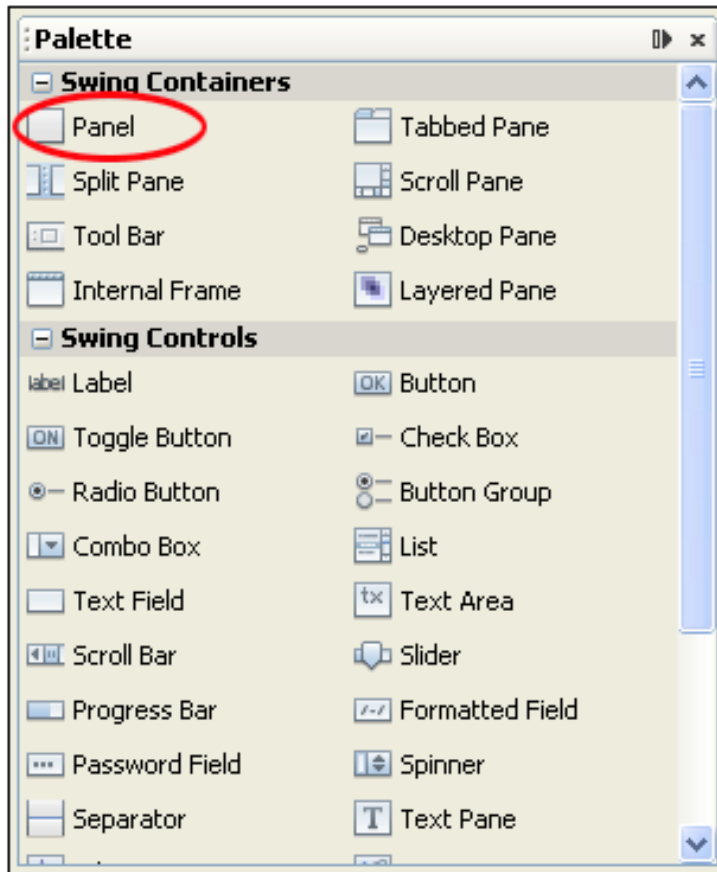 Palette
Swing Containers
Panel Tabbed Pane
Split Pane Scroll Pane
Tool Bar Desktop Pane
Internal Frame Layered Pane
Swing Controls
label Label OK Button
ON Toggle Button Check Box
Radio Button Button Group
Combo Box List
Text Field tx Text Area
Scroll Bar Slider
Progress Bar Formatted Field
Password Field Spinner
Separator T Text Pane